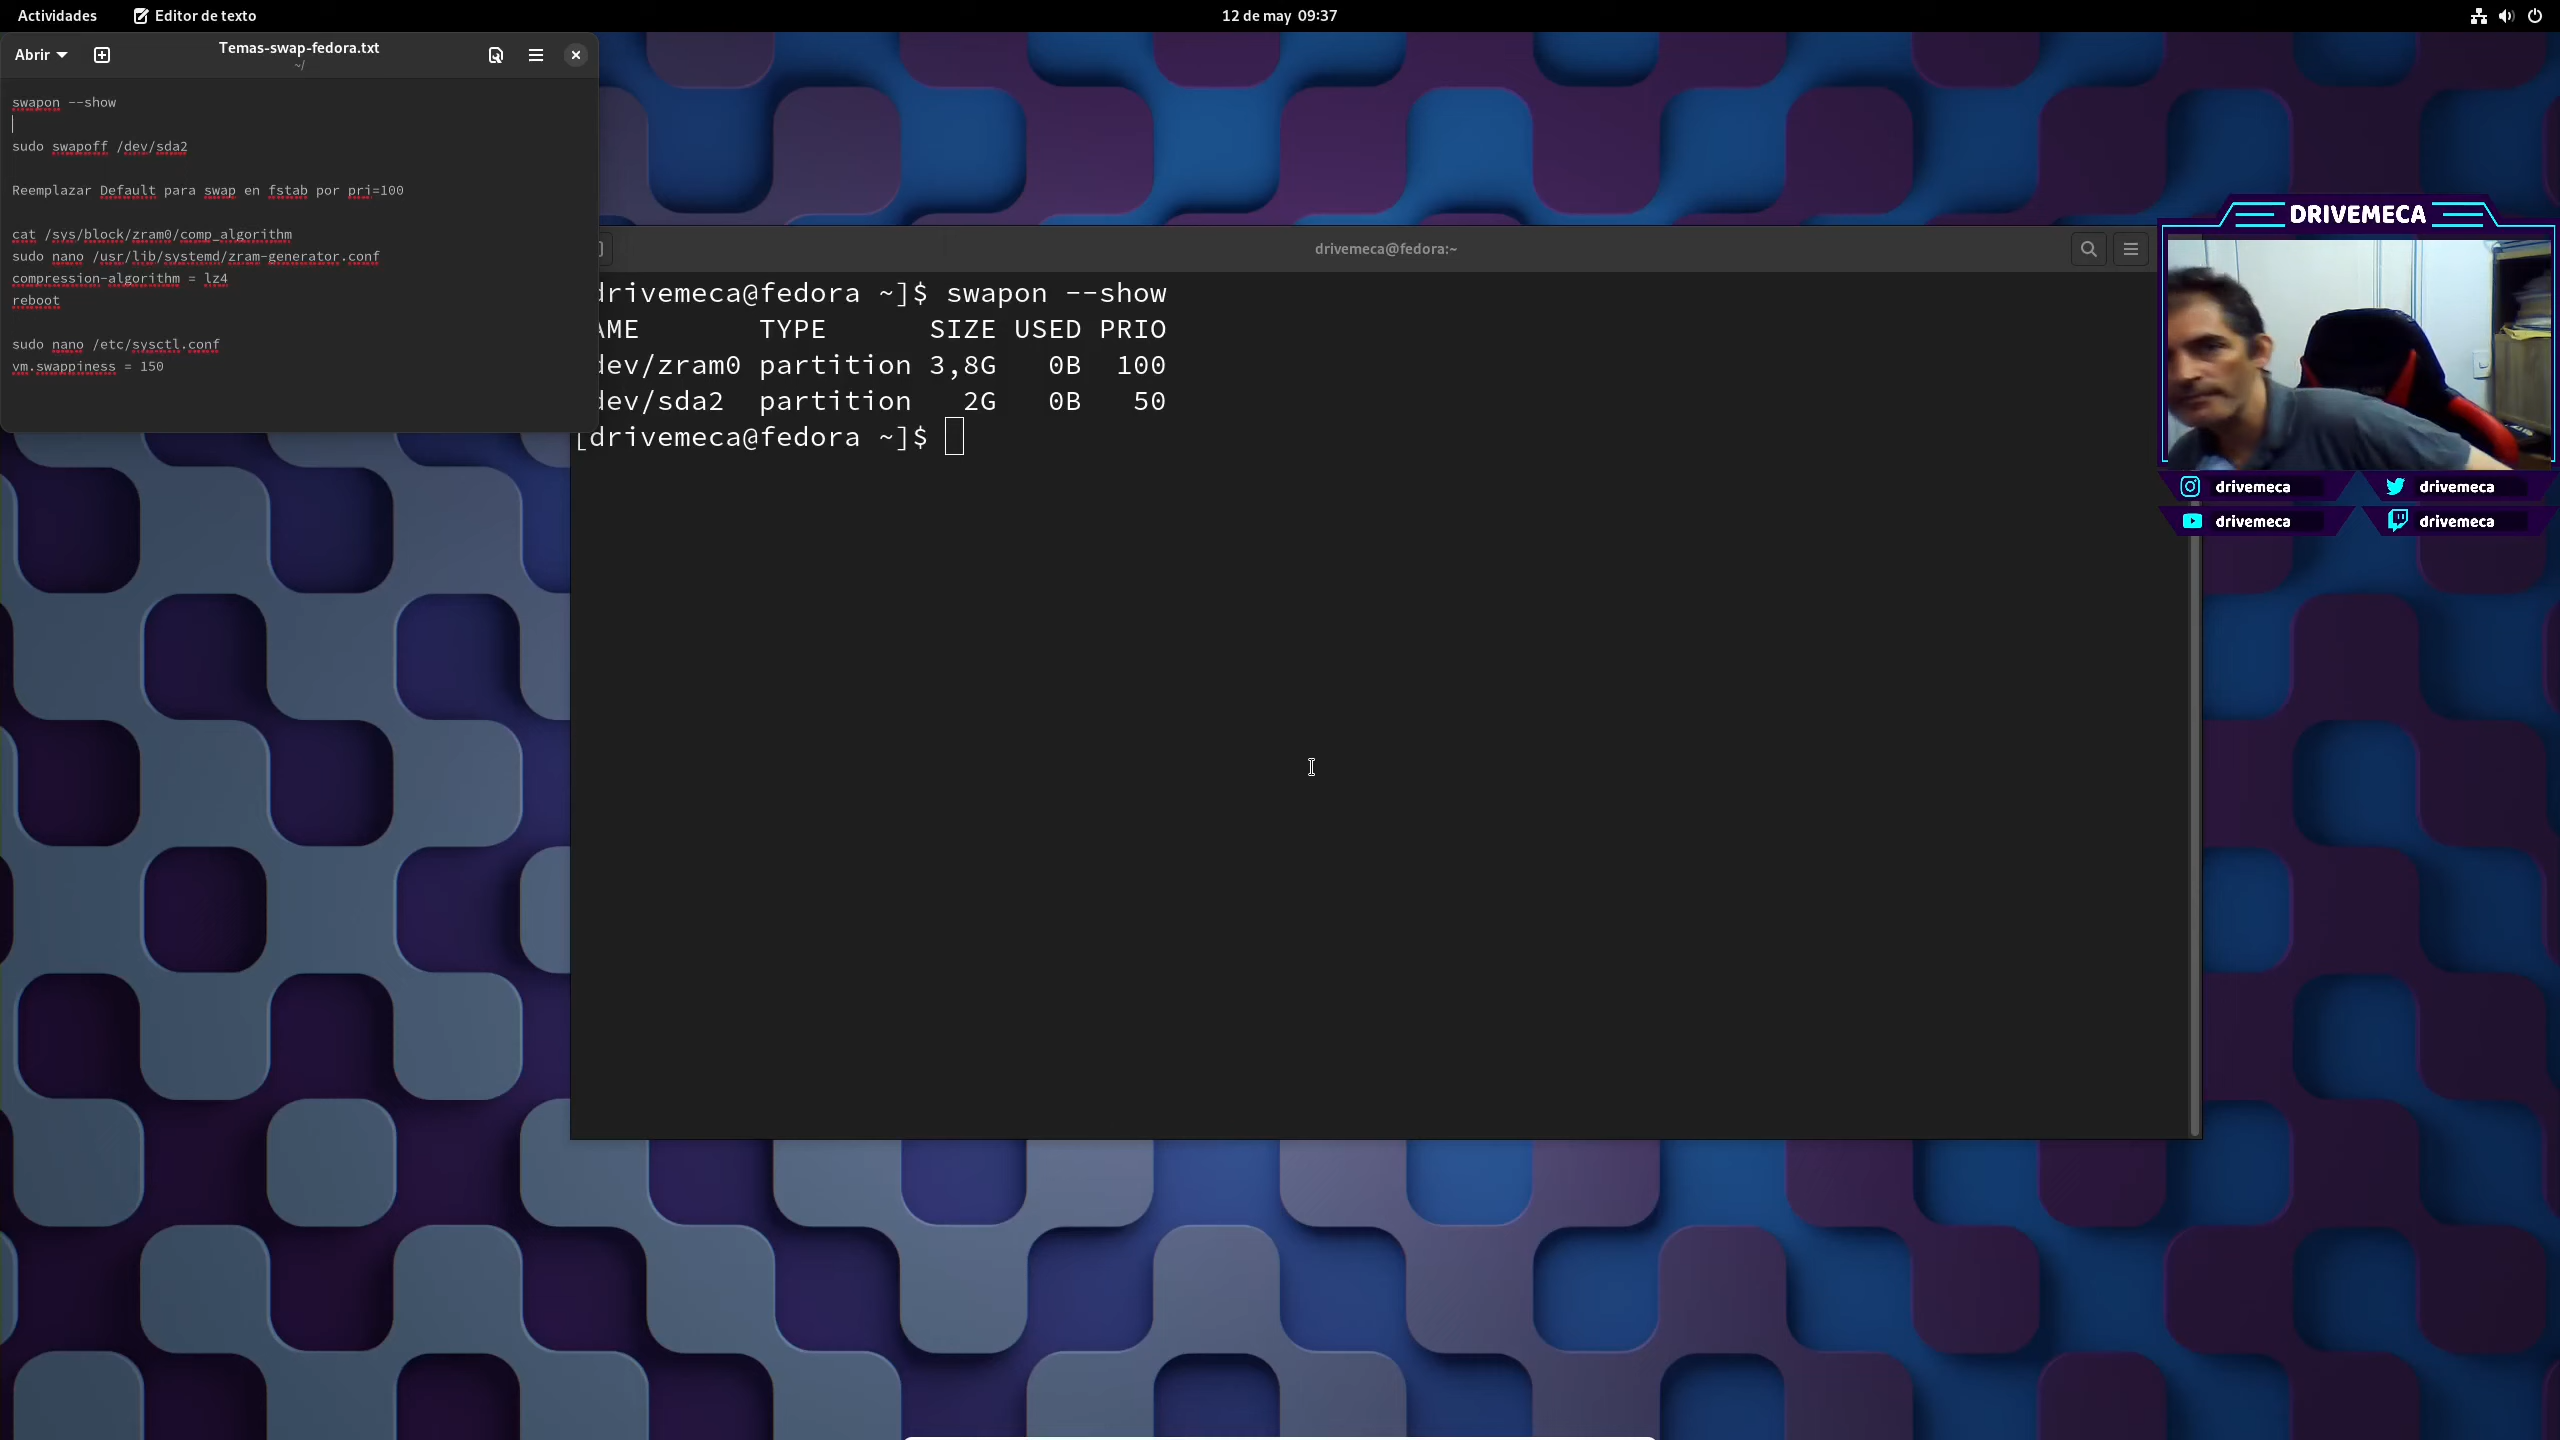 Actividades Editor de texto 12 de may 09:37
Abrir Temas-swap-fedora.txt
~/
swapon --show
sudo swapoff /dev/sda2
Reemplazar Default para swap en fstab por pri=100
cat /sys/block/zram0/comp_algorithm
sudo nano /usr/lib/systemd/zram-generator.conf
compression-algorithm = lz4
reboot
sudo nano /etc/sysctl.conf
vm.swappiness = 150
drivemeca@fedora:~
drivemeca@fedora ~]$ swapon --show
AME TYPE SIZE USED PRIO
dev/zram0 partition 3,8G 0B 100
dev/sda2 partition 2G 0B 50
[drivemeca@fedora ~]$
DRIVEMECA
drivemeca drivemeca
drivemeca drivemeca